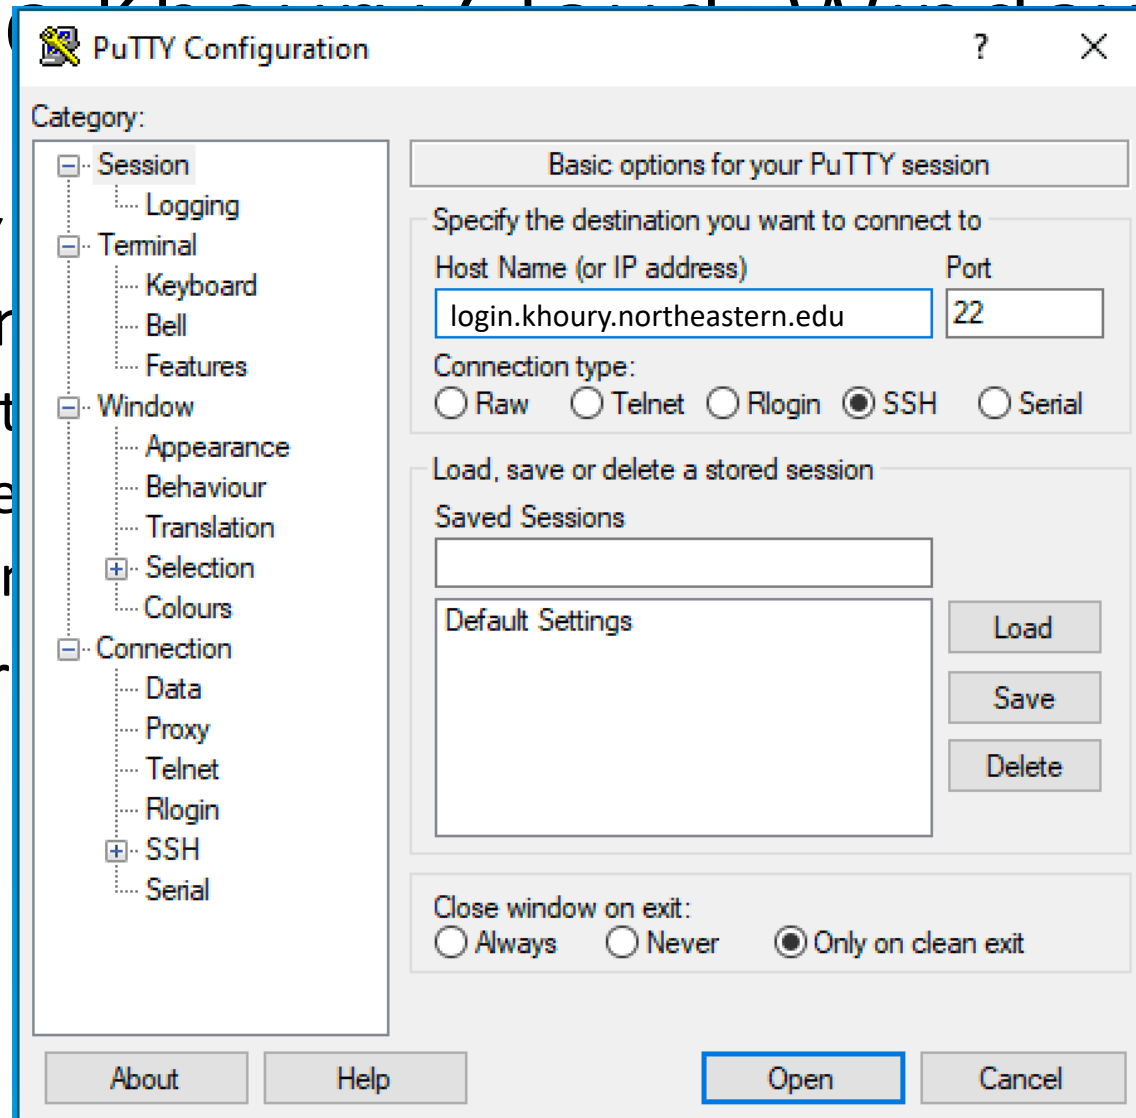 PuTTY Configuration
?
Category:
Session
Logging
Terminal
Keyboard
Bell
Features
Window
Appearance
Behaviour
Translation
Selection
Colours
Connection
Data
Proxy
Telnet
Rlogin
SSH
Serial
Basic options for your PuTTY session
Specify the destination you want to connect to
Host Name (or IP address) Port
login.khoury.northeastern.edu 22
Connection type:
Raw Telnet Rlogin SSH Serial
Load, save or delete a stored session
Saved Sessions
Default Settings
Load
Save
Delete
Close window on exit:
Always Never Only on clean exit
About Help Open Cancel